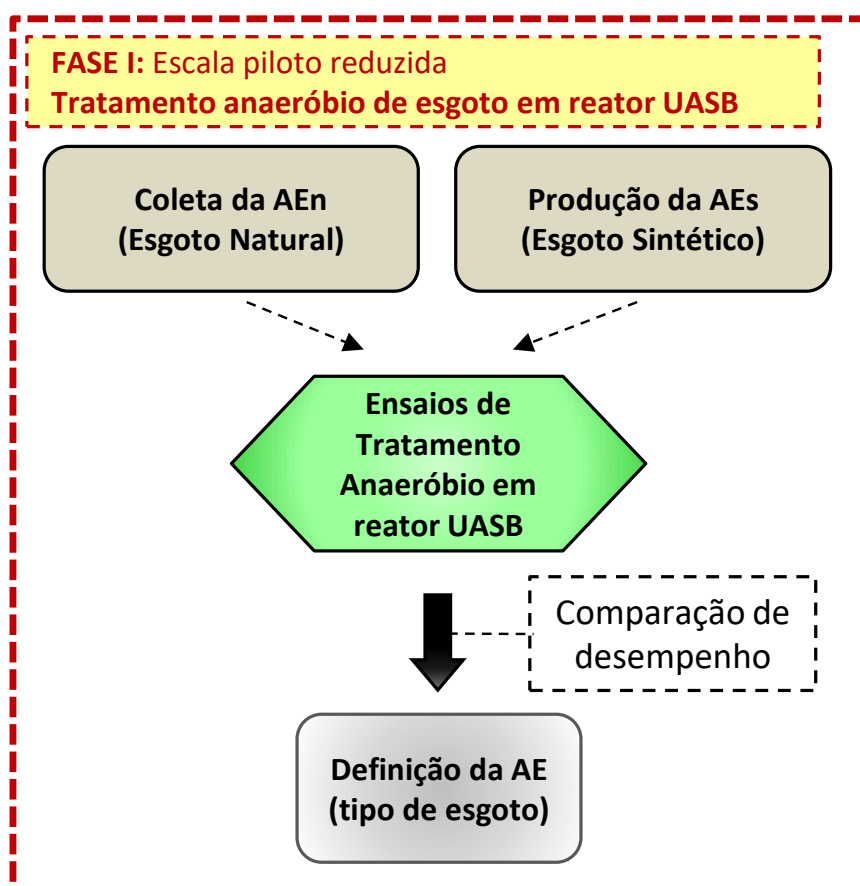 FASE I: Escala piloto reduzida
Tratamento anaeróbio de esgoto em reator UASB
Coleta da AEn
(Esgoto Natural)
Produção da AEs
(Esgoto Sintético)
Ensaios de
Tratamento
Anaeróbio em
reator UASB
Comparação de
desempenho
Definição da AE
(tipo de esgoto)